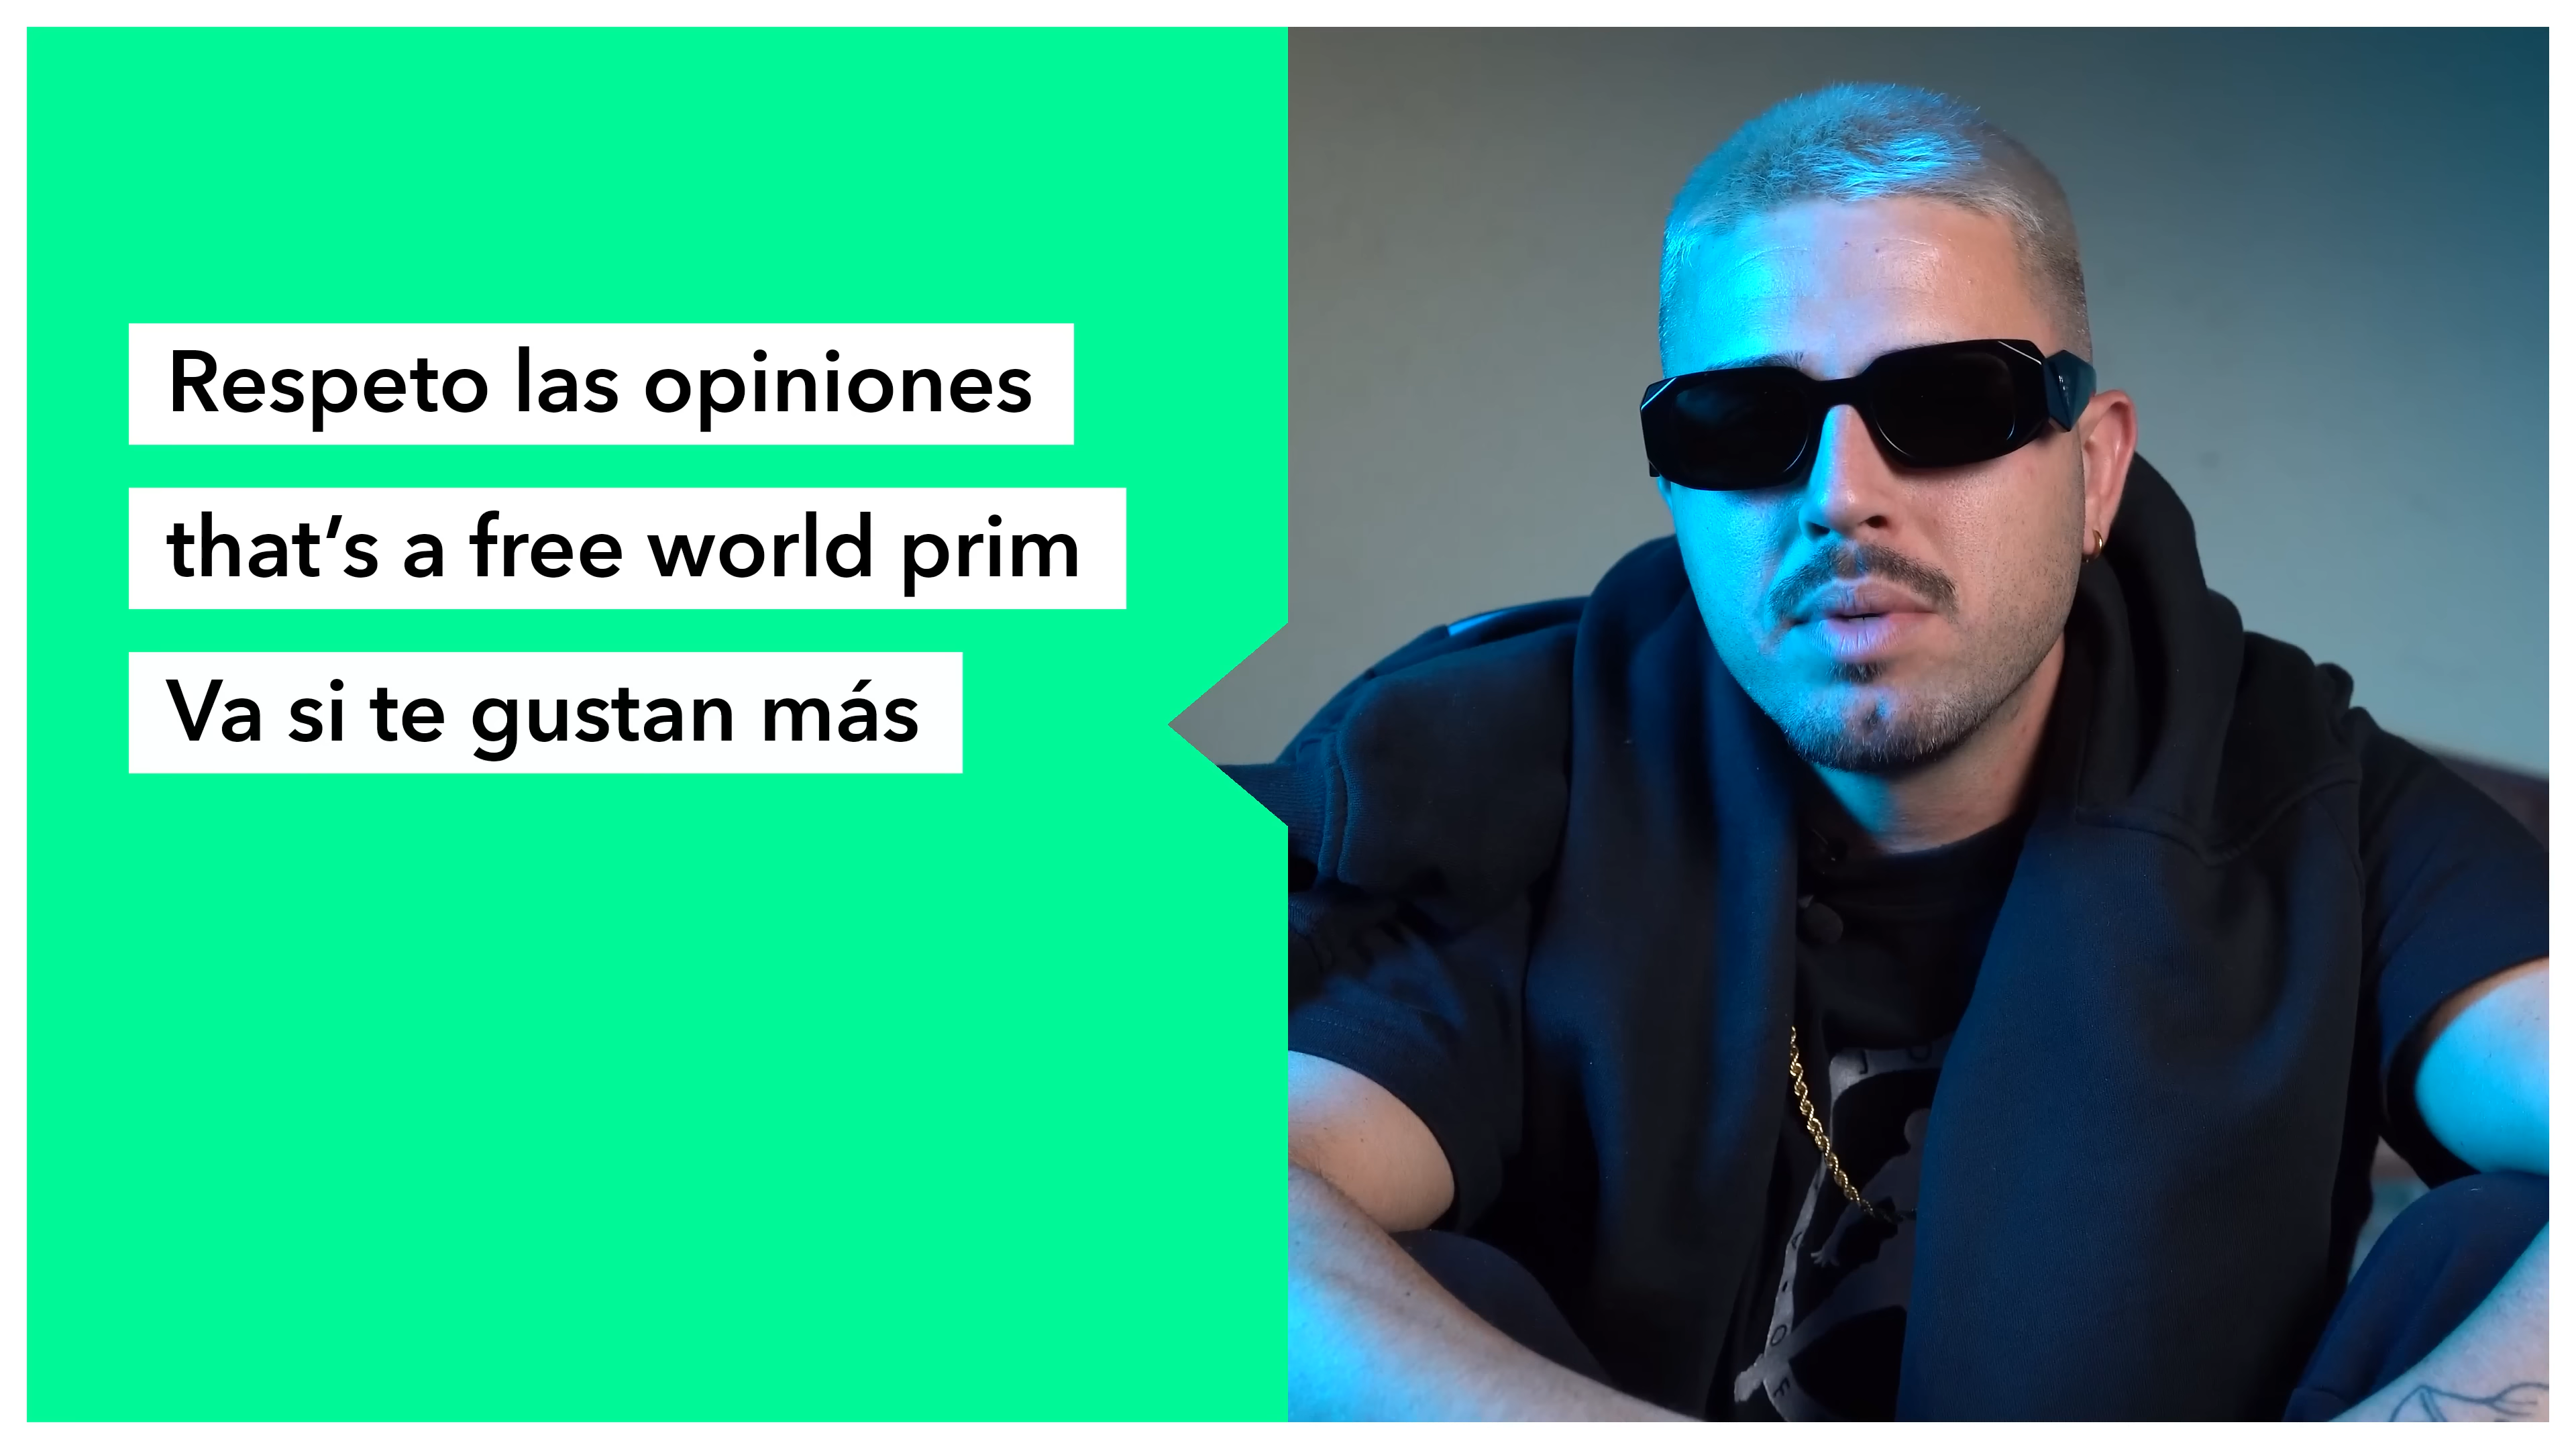 Respeto las opiniones
that’s a free world prim
Va si te gustan más